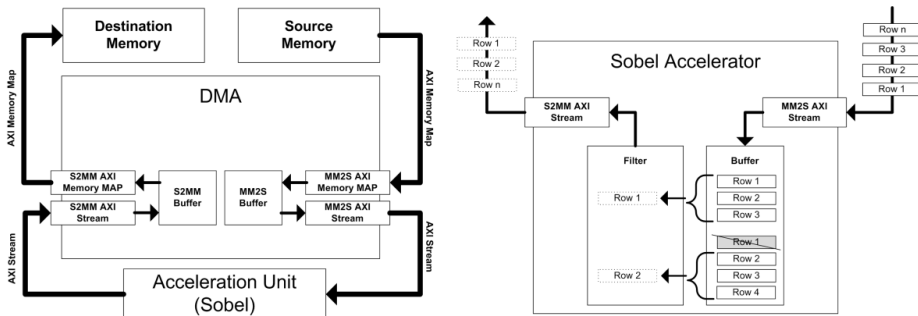 Destination
Memory
Source
Memory
AXI Memory Map
AXI Memory Map
DMA
S2MM AXI
Memory MAP
S2MM
Buffer
MM2S
Buffer
MM2S AXI
Memory MAP
S2MM AXI
Stream
MM2S AXI
Stream
AXI Stream
AXI Stream
Acceleration Unit
(Sobel)
Row 1
Row 2
Row n
Row n
Row 3
Row 2
Row 1
Sobel Accelerator
S2MM AXI
Stream
MM2S AXI
Stream
Filter
Row 1
Row 2
Buffer
Row 1
Row 2
Row 3
Row 1
Row 2
Row 3
Row 4